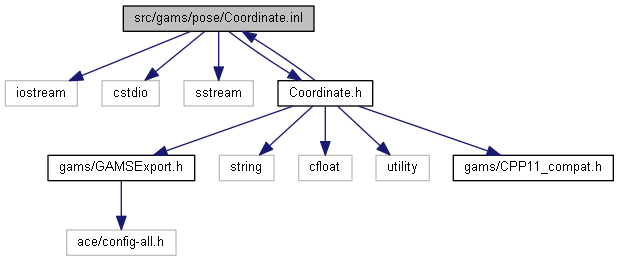 src/gams/pose/Coordinate.inl
iostream
cstdio
sstream
Coordinate.h
gams/GAMSExport.h
string
cfloat
utility
gams/CPP11_compat.h
ace/config-all.h